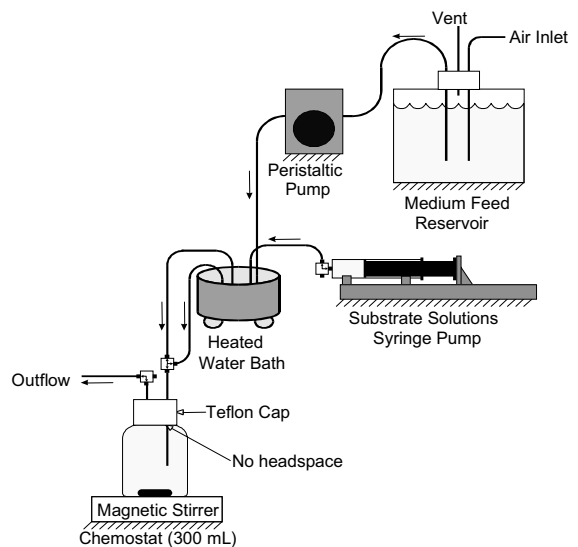 Vent
Air Inlet
Peristaltic
Pump
Medium Feed
Reservoir
Heated
Water Bath
Substrate Solutions
Syringe Pump
Outflow
Teflon Cap
No headspace
Magnetic Stirrer
Chemostat (300 mL)